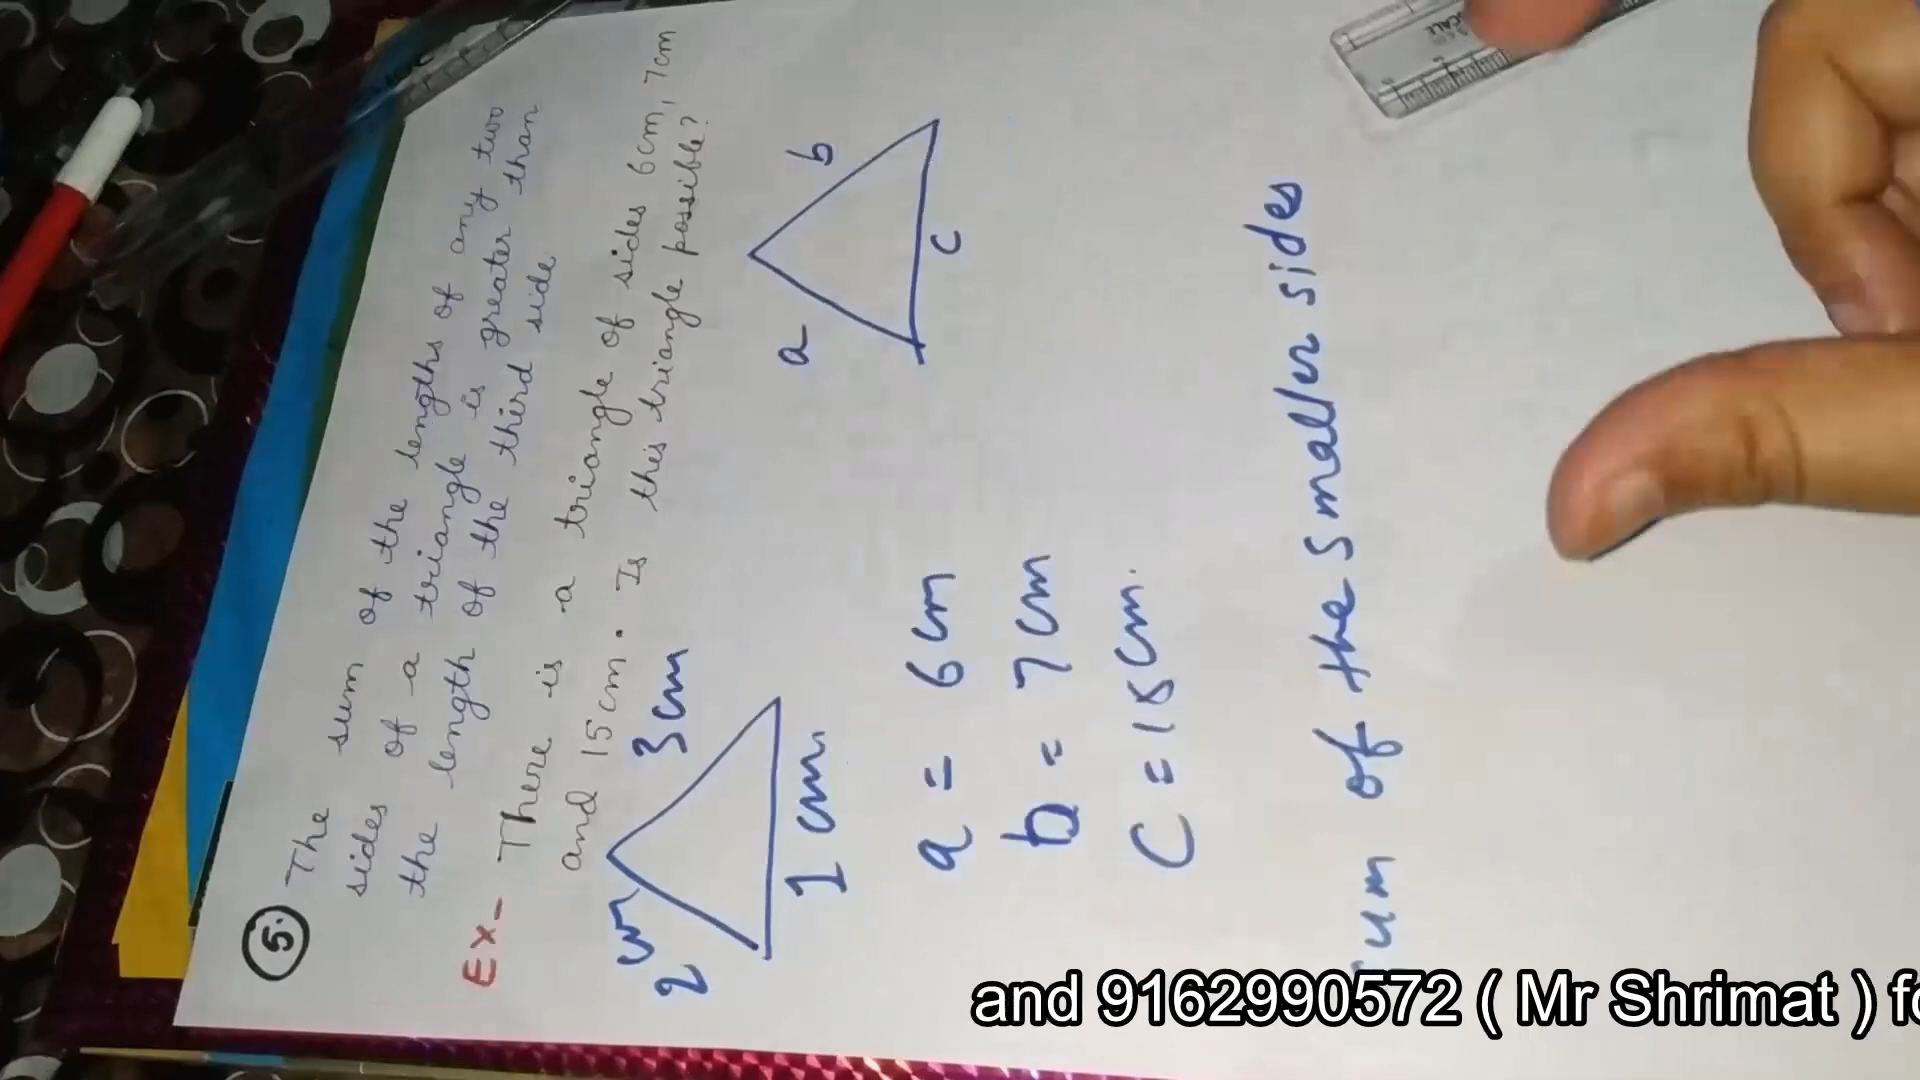 5.
The sum of the lengths of any two
sides of a triangle is greater than
the length of the third side.
EX- There is a triangle of sides 6cm, 7cm
and 15cm. Is this triangle possible?
2cm
3cm
1cm
a
b
c
a = 6cm
b = 7cm
C = 15cm.
um of the smaller sides
SCALE
and 9162990572 ( Mr Shrimat ) fo